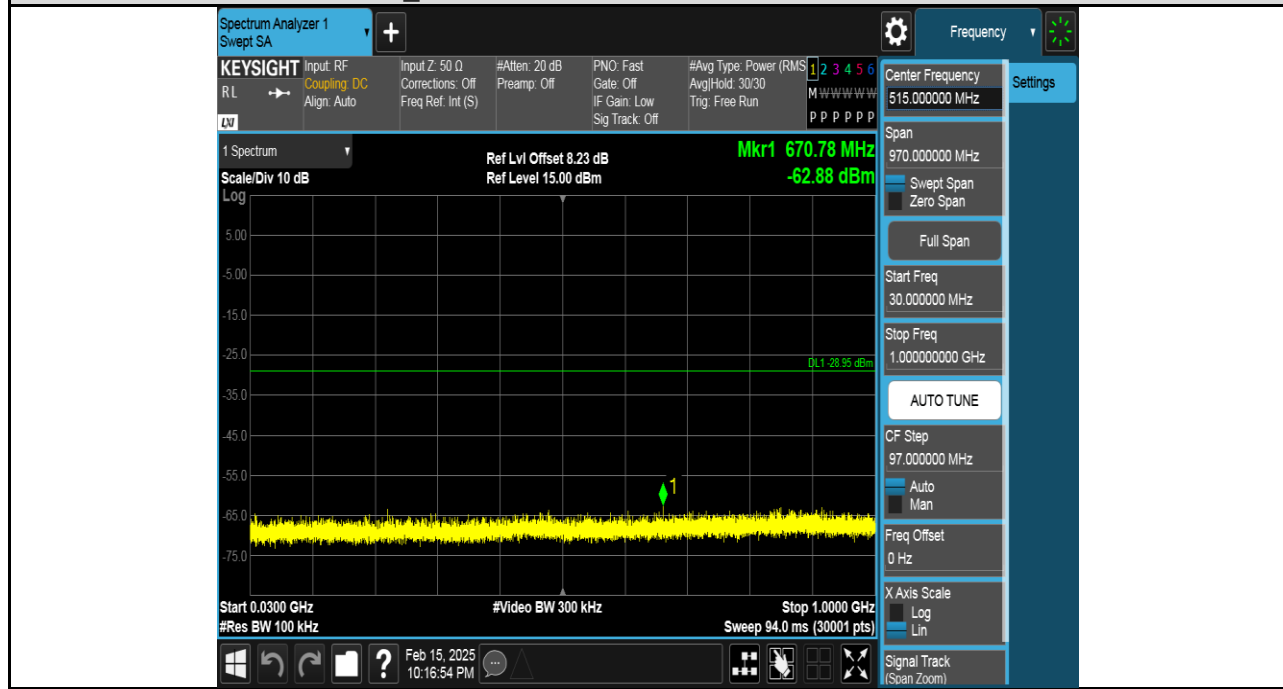 Spectrum Analyzer 1
Swept SA
+
Frequency
KEYSIGHT
RL
LXI
Input: RF
Coupling: DC
Align: Auto
Input Z: 50 Ω
Corrections: Off
Freq Ref: Int (S)
#Atten: 20 dB
Preamp: Off
PNO: Fast
Gate: Off
IF Gain: Low
Sig Track: Off
#Avg Type: Power (RMS
Avg|Hold: 30/30
Trig: Free Run
1 2 3 4 5 6
M W W W W W
P P P P P P
Settings
1 Spectrum
Scale/Div 10 dB
Log
Ref Lvl Offset 8.23 dB
Ref Level 15.00 dBm
Mkr1 670.78 MHz
-62.88 dBm
5.00
-5.00
-15.0
-25.0
-35.0
-45.0
-55.0
-65.0
-75.0
DL1 -28.95 dBm
1
Start 0.0300 GHz
#Res BW 100 kHz
#Video BW 300 kHz
Stop 1.0000 GHz
Sweep 94.0 ms (30001 pts)
Center Frequency
515.000000 MHz
Span
970.000000 MHz
Swept Span
Zero Span
Full Span
Start Freq
30.000000 MHz
Stop Freq
1.000000000 GHz
AUTO TUNE
CF Step
97.000000 MHz
Auto
Man
Freq Offset
0 Hz
X Axis Scale
Log
Lin
Signal Track
(Span Zoom)
?
Feb 15, 2025
10:16:54 PM